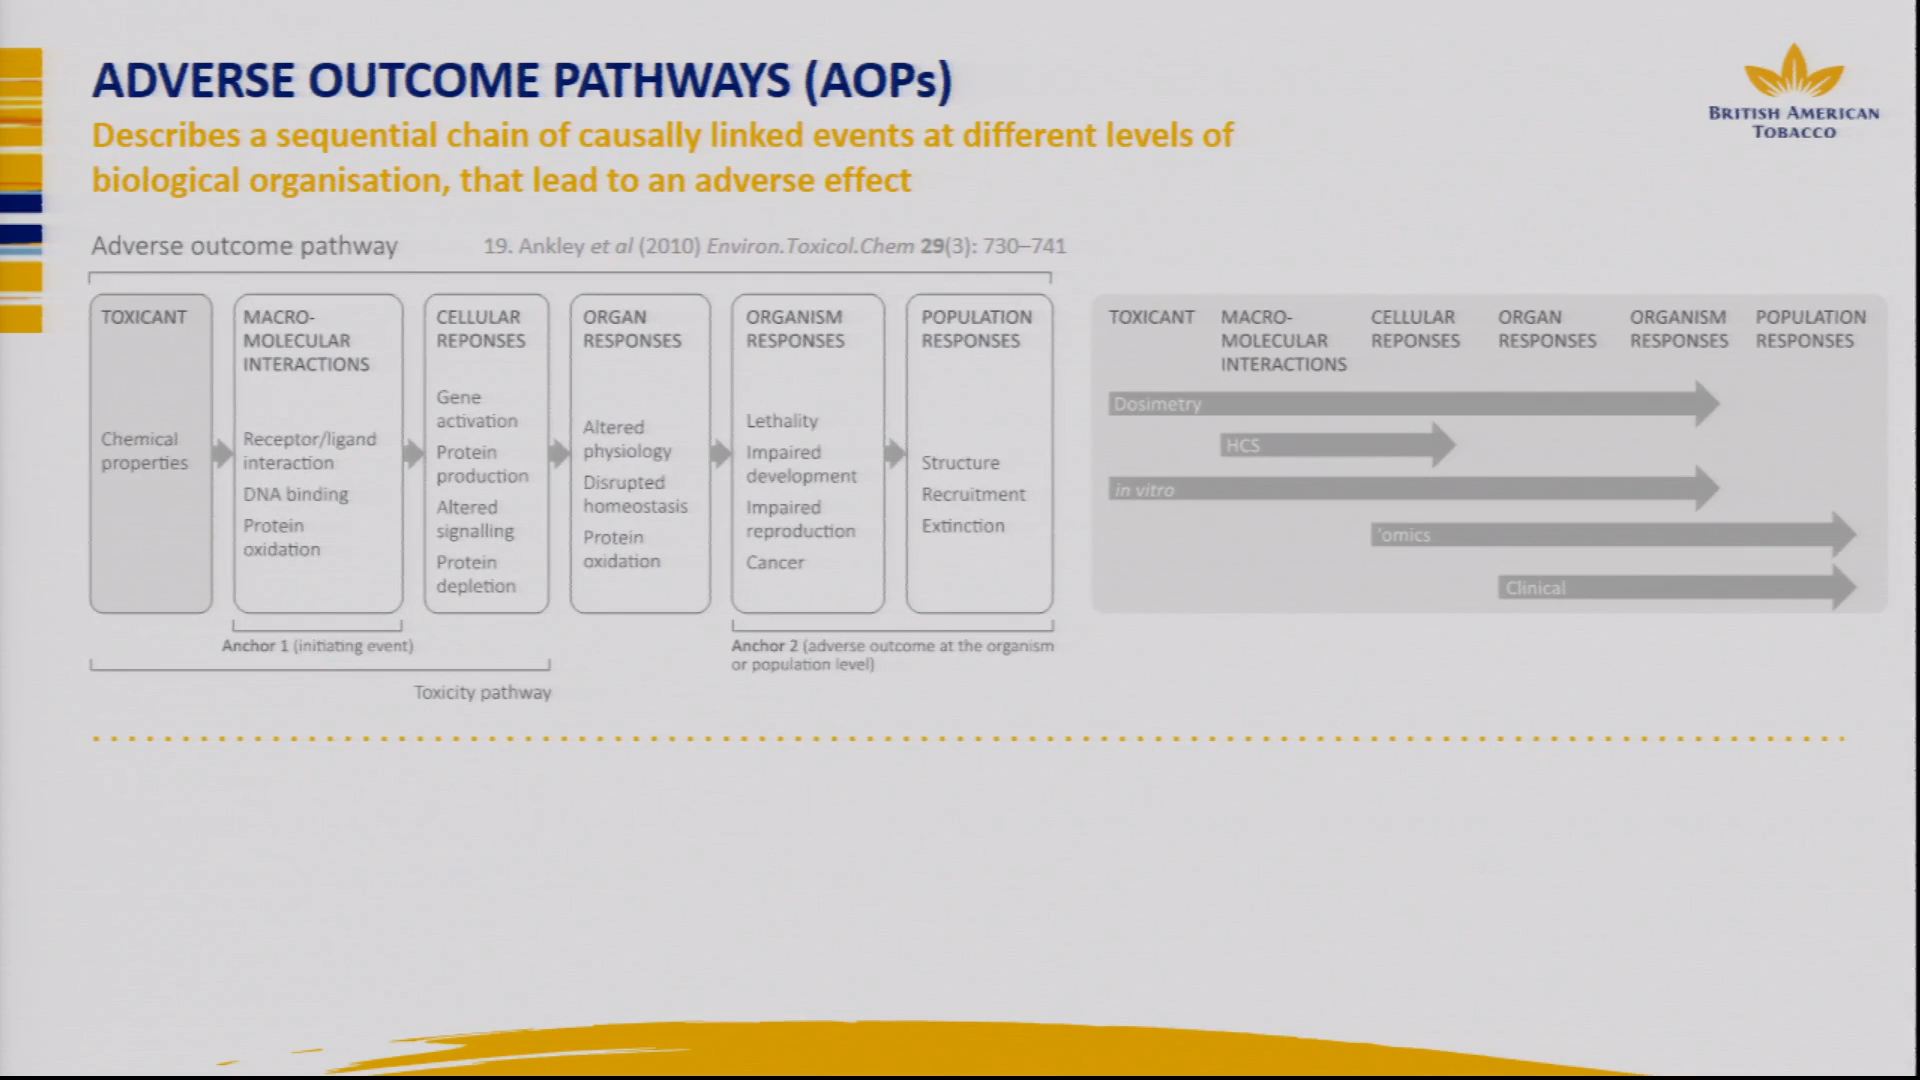 ADVERSE OUTCOME PATHWAYS (AOPs)
Describes a sequential chain of causally linked events at different levels of
biological organisation, that lead to an adverse effect
BRITISH AMERICAN
TOBACCO
Adverse outcome pathway
19. Ankley et al (2010) Environ.Toxicol.Chem 29(3): 730–741
TOXICANT
Chemical
properties
MACRO-
MOLECULAR
INTERACTIONS
Receptor/ligand
interaction
DNA binding
Protein
oxidation
CELLULAR
REPONSES
Gene
activation
Protein
production
Altered
signalling
Protein
depletion
ORGAN
RESPONSES
Altered
physiology
Disrupted
homeostasis
Protein
oxidation
ORGANISM
RESPONSES
Lethality
Impaired
development
Impaired
reproduction
Cancer
POPULATION
RESPONSES
Structure
Recruitment
Extinction
Anchor 1 (initiating event)
Anchor 2 (adverse outcome at the organism
or population level)
Toxicity pathway
TOXICANT
MACRO-
MOLECULAR
INTERACTIONS
CELLULAR
REPONSES
ORGAN
RESPONSES
ORGANISM
RESPONSES
POPULATION
RESPONSES
Dosimetry
HCS
in vitro
'omics
Clinical